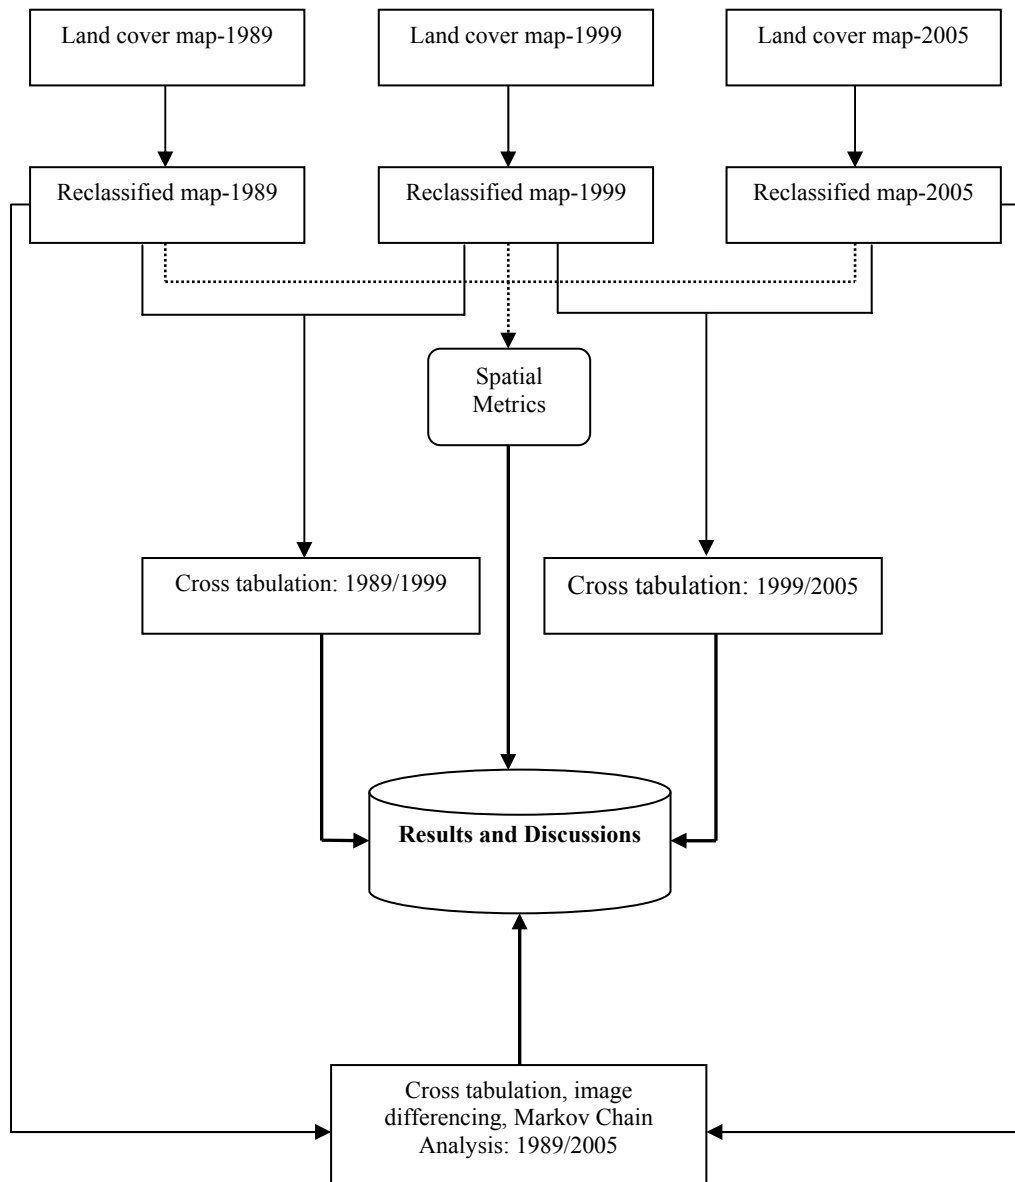 Land cover map-1989
Land cover map-1999
Land cover map-2005
Reclassified map-1989
Reclassified map-1999
Reclassified map-2005
Spatial
Metrics
Cross tabulation: 1989/1999
Cross tabulation: 1999/2005
Results and Discussions
Cross tabulation, image
differencing, Markov Chain
Analysis: 1989/2005